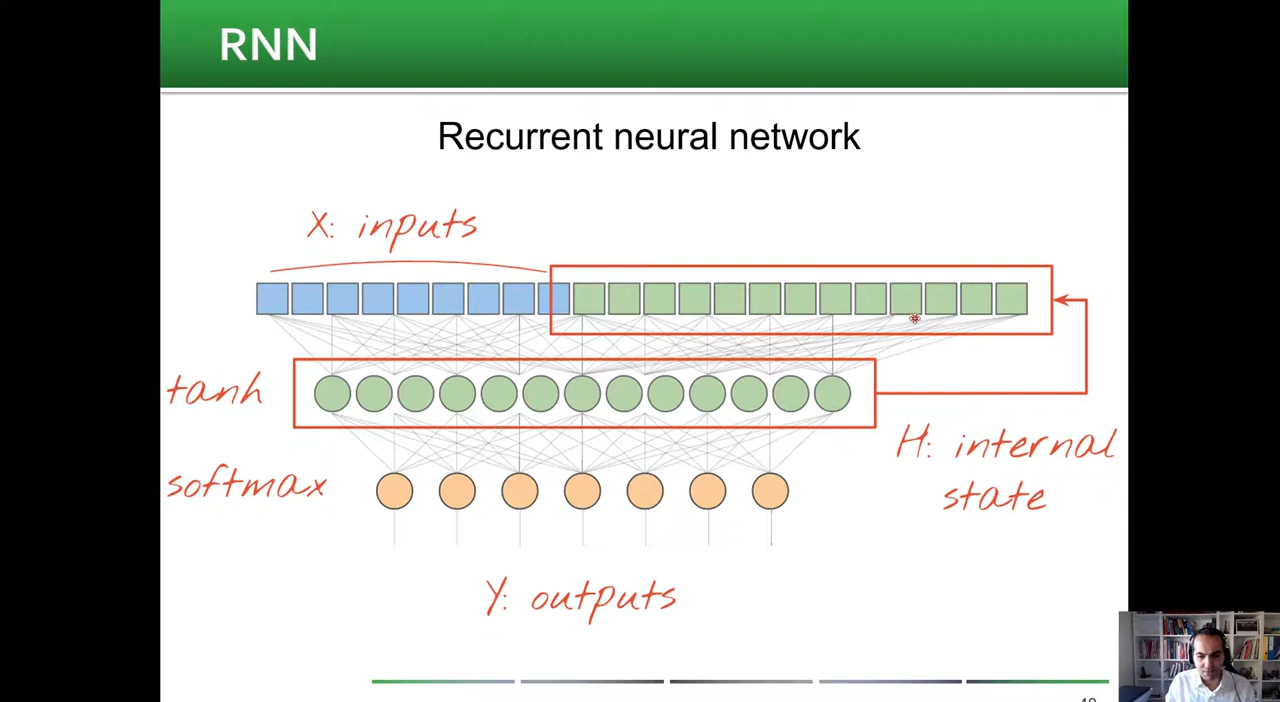 RNN
Recurrent neural network
X: inputs
tanh
H: internal
state
softmax
Y: outputs